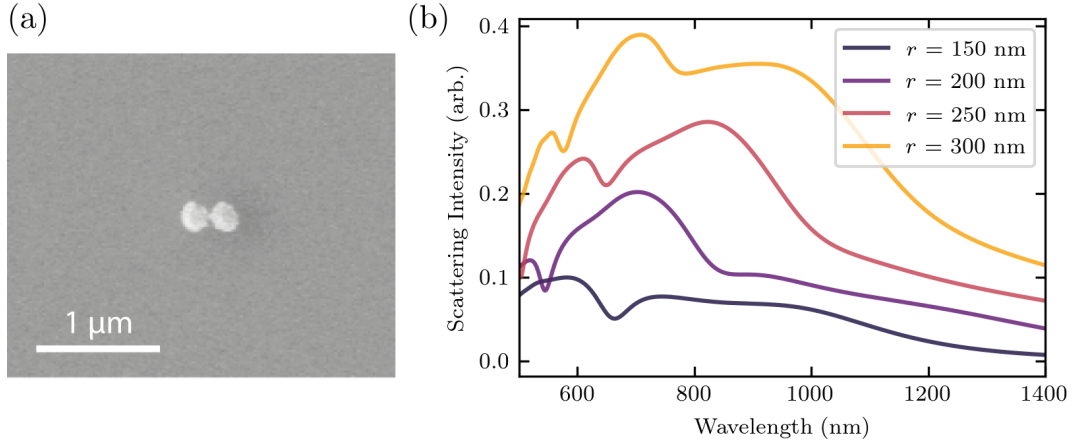 (a)
1 μm
(b)
Scattering Intensity (arb.)
0.4
0.3
0.2
0.1
0.0
r = 150 nm
r = 200 nm
r = 250 nm
r = 300 nm
600 800 1000 1200 1400
Wavelength (nm)